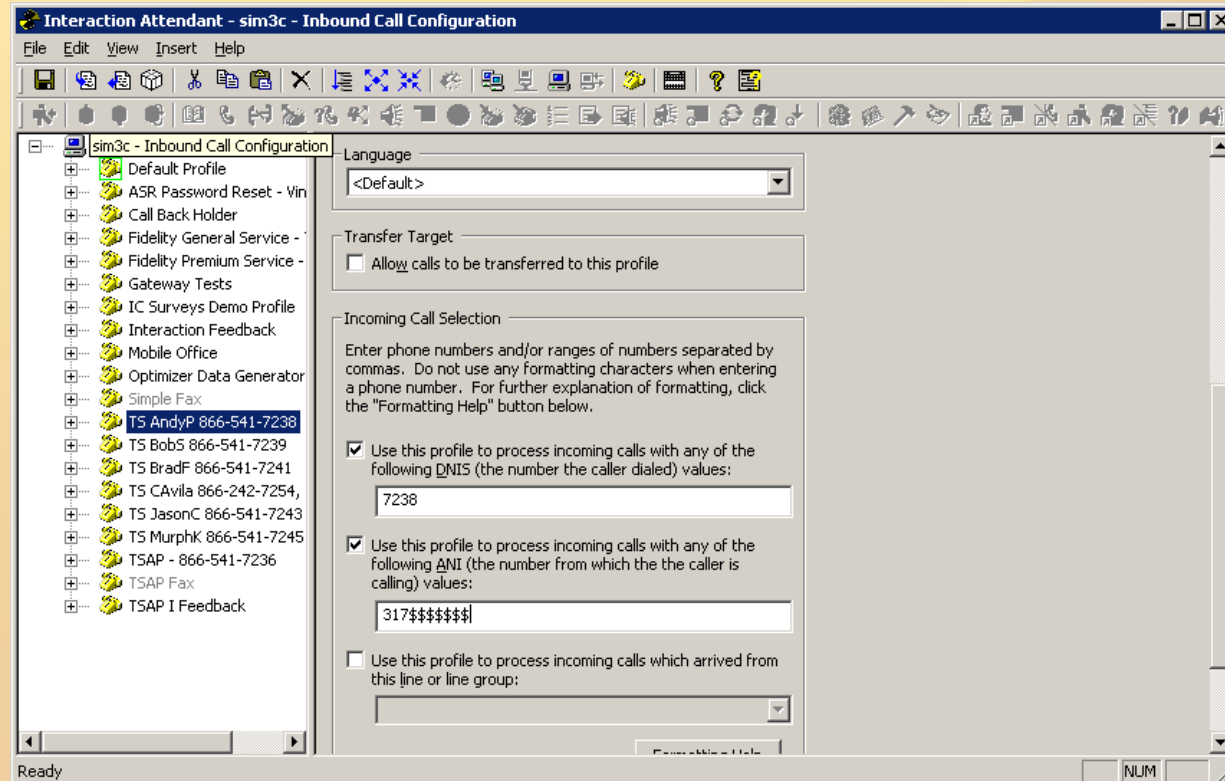 Interaction Attendant - sim3c - Inbound Call Configuration
File Edit View Insert Help
sim3c - Inbound Call Configuration
Default Profile
ASR Password Reset - Vin
Call Back Holder
Fidelity General Service -
Fidelity Premium Service -
Gateway Tests
IC Surveys Demo Profile
Interaction Feedback
Mobile Office
Optimizer Data Generator
Simple Fax
TS AndyP 866-541-7238
TS BobS 866-541-7239
TS BradF 866-541-7241
TS CAvila 866-242-7254,
TS JasonC 866-541-7243
TS MurphK 866-541-7245
TSAP - 866-541-7236
TSAP Fax
TSAP I Feedback
Language
<Default>
Transfer Target
Allow calls to be transferred to this profile
Incoming Call Selection
Enter phone numbers and/or ranges of numbers separated by
commas. Do not use any formatting characters when entering
a phone number. For further explanation of formatting, click
the "Formatting Help" button below.
Use this profile to process incoming calls with any of the
following DNIS (the number the caller dialed) values:
7238
Use this profile to process incoming calls with any of the
following ANI (the number from which the the caller is
calling) values:
317$$$$$$$
Use this profile to process incoming calls which arrived from
this line or line group:
Formatting Help
Ready
NUM